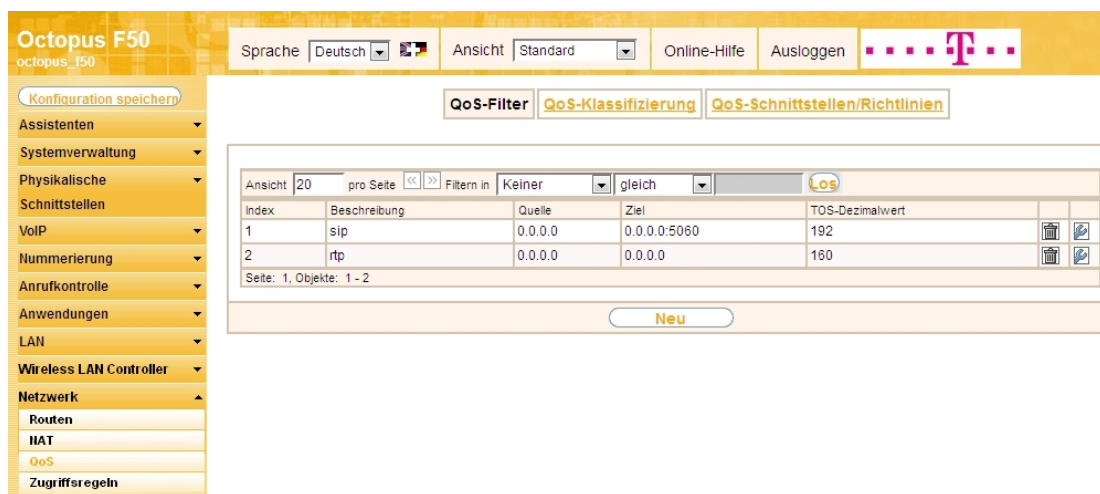 Octopus F50
octopus_f50
Sprache Deutsch Ansicht Standard Online-Hilfe Ausloggen T
Konfiguration speichern
Assistenten
Systemverwaltung
Physikalische
Schnittstellen
VoIP
Nummerierung
Anrufkontrolle
Anwendungen
LAN
Wireless LAN Controller
Netzwerk
Routen
NAT
QoS
Zugriffsregeln
QoS-Filter QoS-Klassifizierung QoS-Schnittstellen/Richtlinien
Ansicht 20 pro Seite << >> Filtern in Keiner gleich Los
Index Beschreibung Quelle Ziel TOS-Dezimalwert
1 sip 0.0.0.0 0.0.0.0:5060 192
2 rtp 0.0.0.0 0.0.0.0 160
Seite: 1, Objekte: 1 - 2
Neu